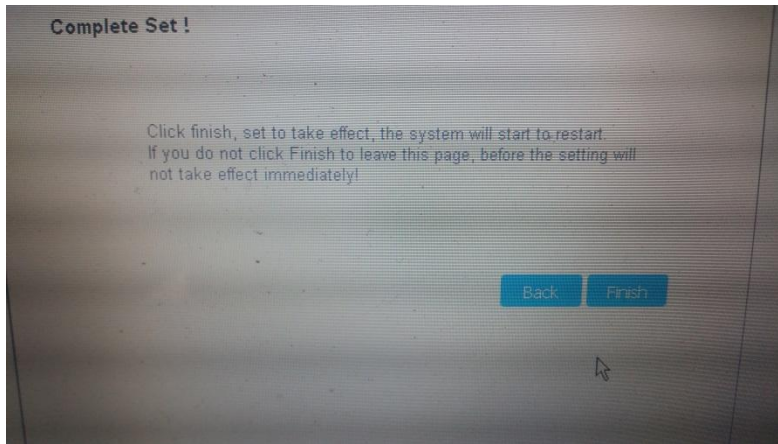 Complete Set !
Click finish, set to take effect, the system will start to restart.
If you do not click Finish to leave this page, before the setting will
not take effect immediately!
Back
Finish